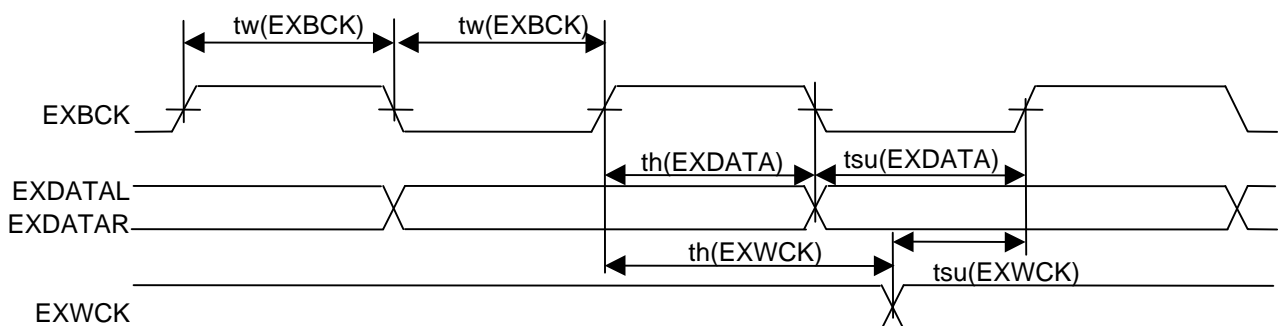 tw(EXBCK) tw(EXBCK)
EXBCK
th(EXDATA) tsu(EXDATA)
EXDATAL
EXDATAR
th(EXWCK)
tsu(EXWCK)
EXWCK